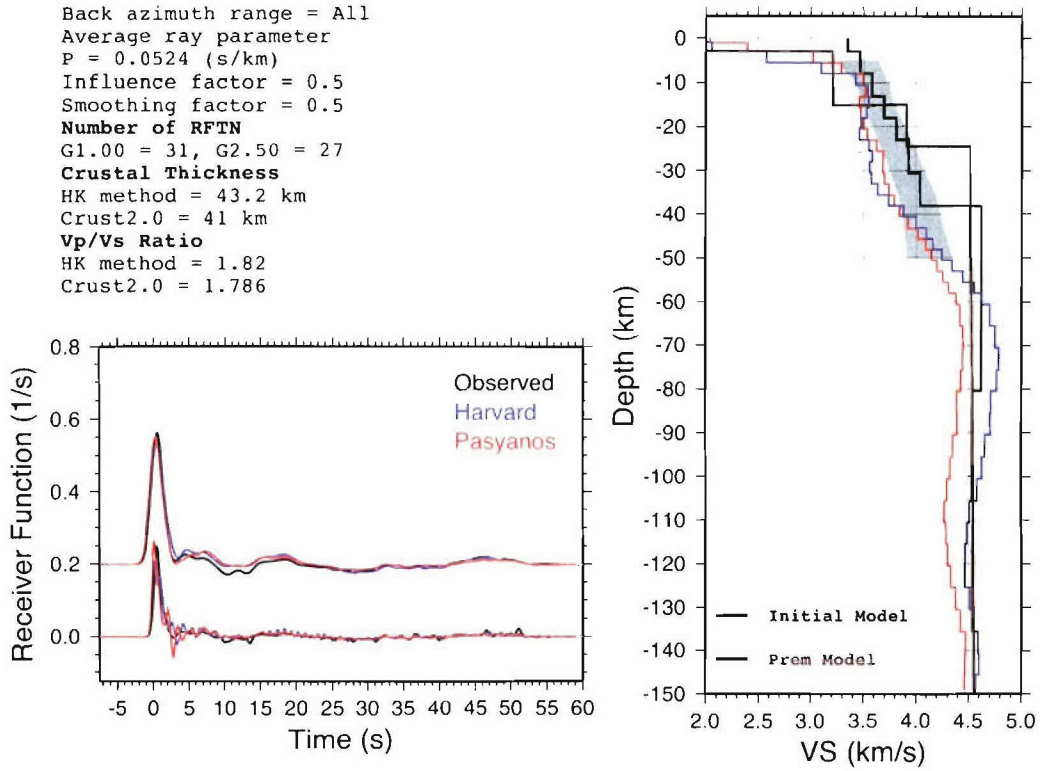 Back azimuth range = All
Average ray parameter
P = 0.0524 (s/km)
Influence factor = 0.5
Smoothing factor = 0.5
Number of RFTN
G1.00 = 31, G2.50 = 27
Crustal Thickness
HK method = 43.2 km
Crust2.0 = 41 km
Vp/Vs Ratio
HK method = 1.82
Crust2.0 = 1.786
Receiver Function (1/s)
0.8
0.6
0.4
0.2
0.0
Observed
Harvard
Pasyanos
-5 0 5 10 15 20 25 30 35 40 45 50 55 60
Time (s)
Depth (km)
0
-10
-20
-30
-40
-50
-60
-70
-80
-90
-100
-110
-120
-130
-140
-150
Initial Model
Prem Model
2.0 2.5 3.0 3.5 4.0 4.5 5.0
VS (km/s)